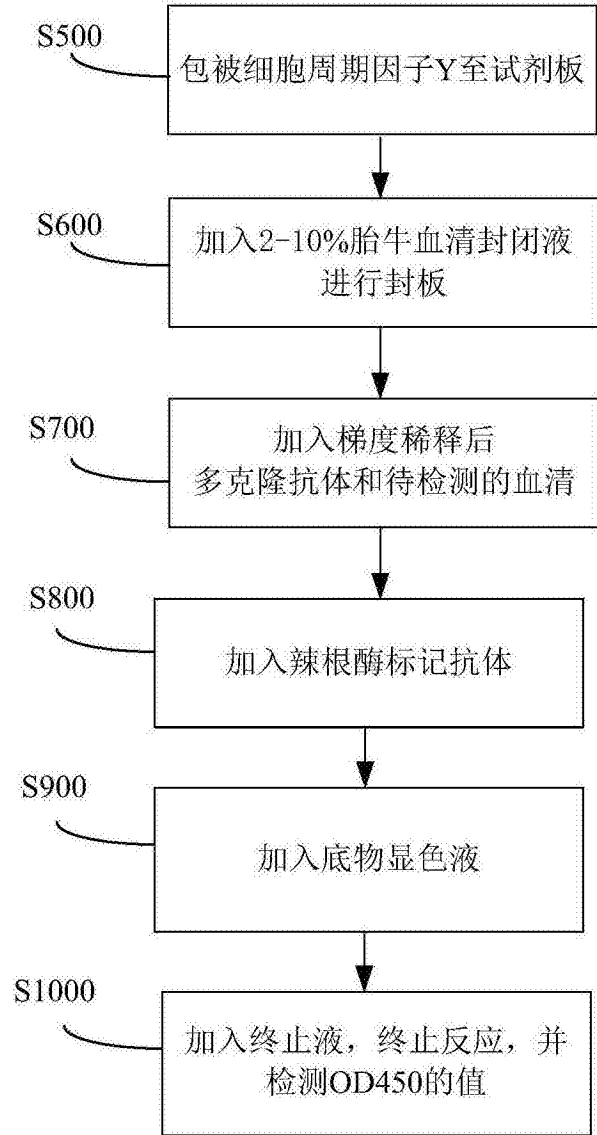 S500
包被细胞周期因子Y至试剂板
S600
加入2-10%胎牛血清封闭液
进行封板
S700
加入梯度稀释后
多克隆抗体和待检测的血清
S800
加入辣根酶标记抗体
S900
加入底物显色液
S1000
加入终止液，终止反应，并
检测OD450的值